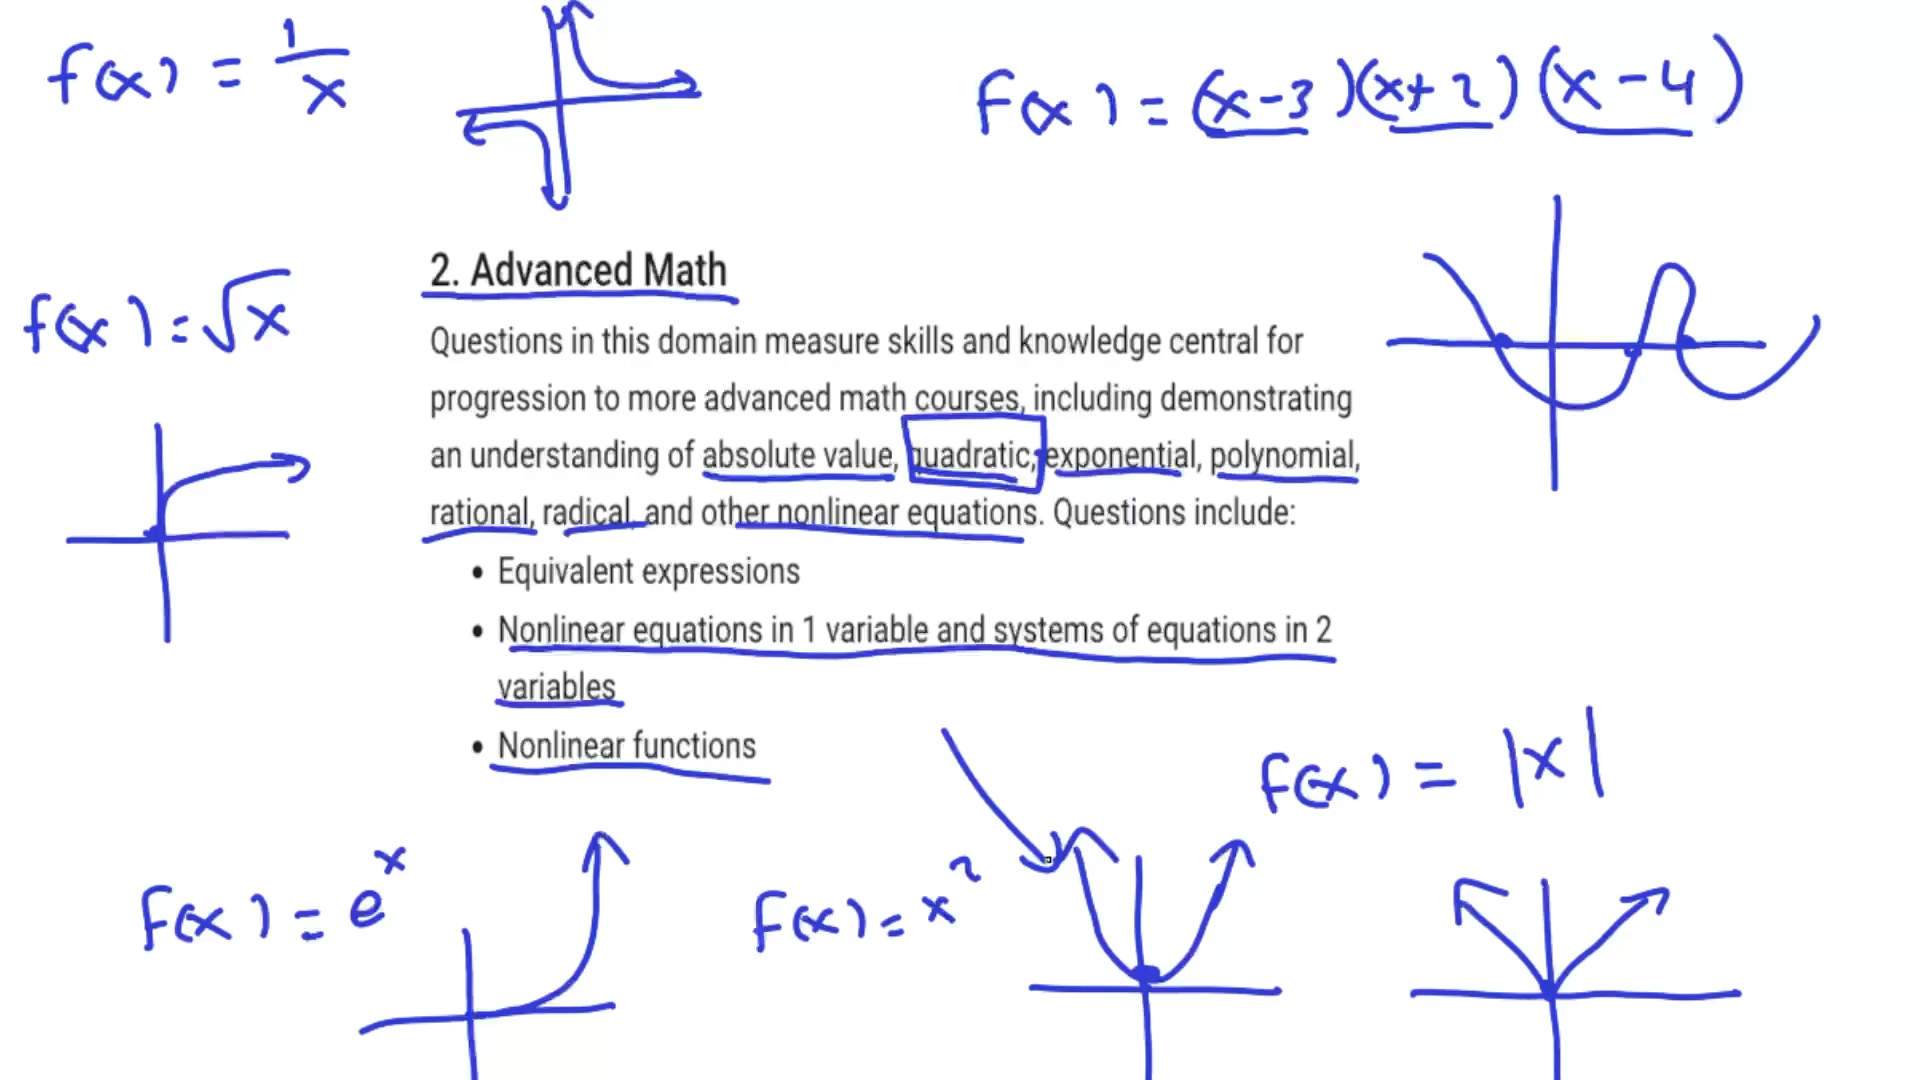 f(x) = 1/x
f(x) = (x-3)(x+2)(x-4)
f(x) = √x
2. Advanced Math
Questions in this domain measure skills and knowledge central for
progression to more advanced math courses, including demonstrating
an understanding of absolute value, quadratic, exponential, polynomial,
rational, radical, and other nonlinear equations. Questions include:
• Equivalent expressions
• Nonlinear equations in 1 variable and systems of equations in 2
variables
• Nonlinear functions
f(x) = |x|
f(x) = e^x
f(x) = x^2